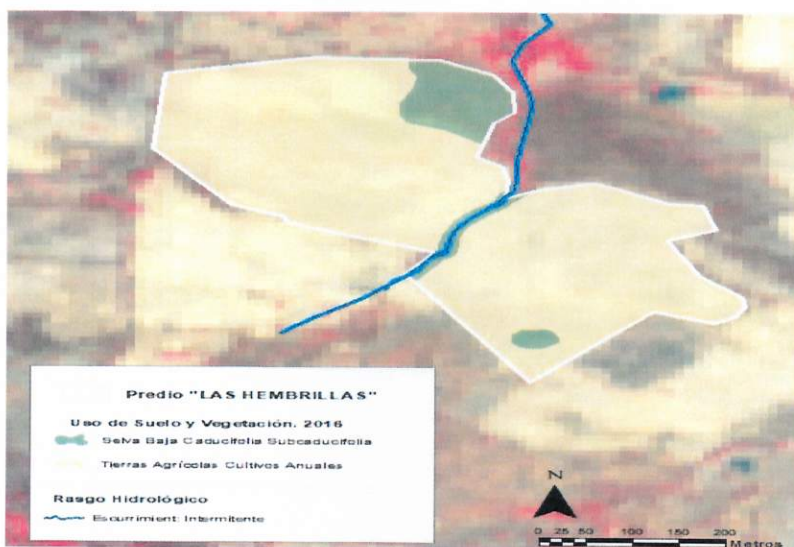 Predio "LAS HEMBRILLAS"
Uso de Suelo y Vegetación, 2016
Selva Baja Caducifolia Subcaducifolia
Tierras Agrícolas Cultivos Anuales
Rasgo Hidrológico
Escurrimient: Intermitente
N
0 25 50 100 150 200
Metros